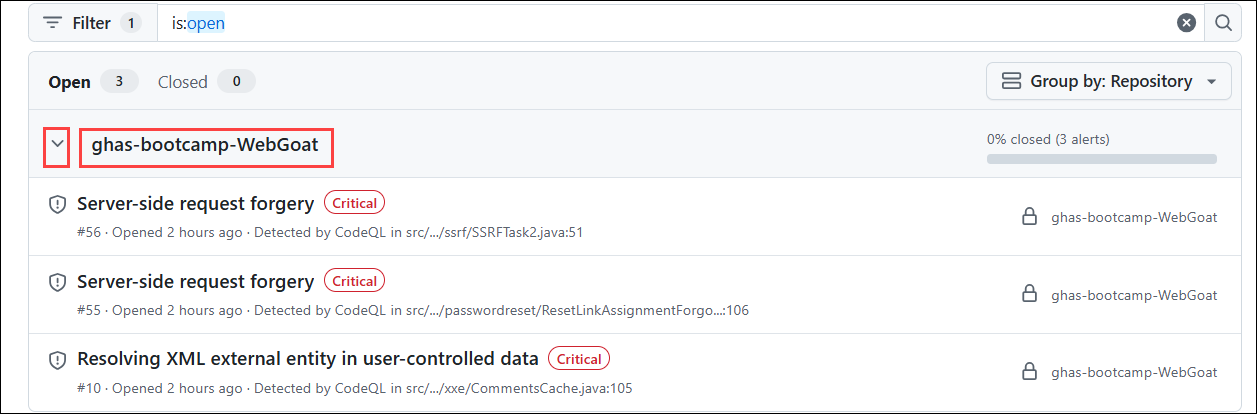 Filter 1 is:open
Open 3 Closed 0 Group by: Repository
ghas-bootcamp-WebGoat 0% closed (3 alerts)
Server-side request forgery Critical
#56 · Opened 2 hours ago · Detected by CodeQL in src/.../ssrf/SSRFTask2.java:51 ghas-bootcamp-WebGoat
Server-side request forgery Critical
#55 · Opened 2 hours ago · Detected by CodeQL in src/.../passwordreset/ResetLinkAssignmentForgo...:106 ghas-bootcamp-WebGoat
Resolving XML external entity in user-controlled data Critical
#10 · Opened 2 hours ago · Detected by CodeQL in src/.../xxe/CommentsCache.java:105 ghas-bootcamp-WebGoat